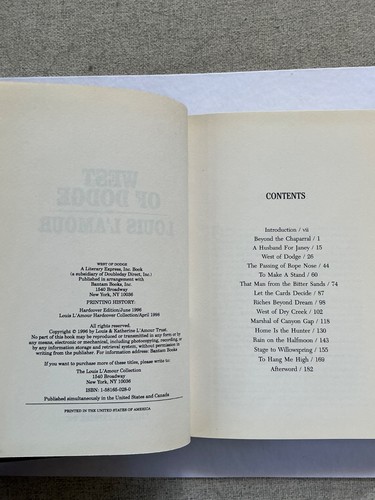 WEST OF DODGE
A Literary Express, Inc. Book
(a subsidiary of Doubleday Direct, Inc.)
Published in arrangement with
Bantam Books, Inc.
1540 Broadway
New York, NY 10036
PRINTING HISTORY:
Hardcover Edition/June 1996
Louis L'Amour Hardcover Collection/April 1998
All rights reserved.
Copyright © 1996 by Louis & Katherine L'Amour Trust.
No part of this book may be reproduced or transmitted in any form or by
any means, electronic or mechanical, including photocopying, recording, or
by any information storage and retrieval system, without permission in
writing from the publisher. For information address: Bantam Books
If you want to purchase more of these titles, please write to:
The Louis L'Amour Collection
1540 Broadway
New York, NY 10036
ISBN: 1-58165-028-0
Published simultaneously in the United States and Canada
PRINTED IN THE UNITED STATES OF AMERICA
WEST
OF DODGE
LOUIS L'AMOUR
CONTENTS
Introduction / vii
Beyond the Chaparral / 1
A Husband For Janey / 15
West of Dodge / 26
The Passing of Rope Nose / 44
To Make A Stand / 60
That Man from the Bitter Sands / 74
Let the Cards Decide / 87
Riches Beyond Dream / 98
West of Dry Creek / 102
Marshal of Canyon Gap / 118
Home Is the Hunter / 130
Rain on the Halfmoon / 143
Stage to Willowspring / 155
To Hang Me High / 169
Afterword / 182